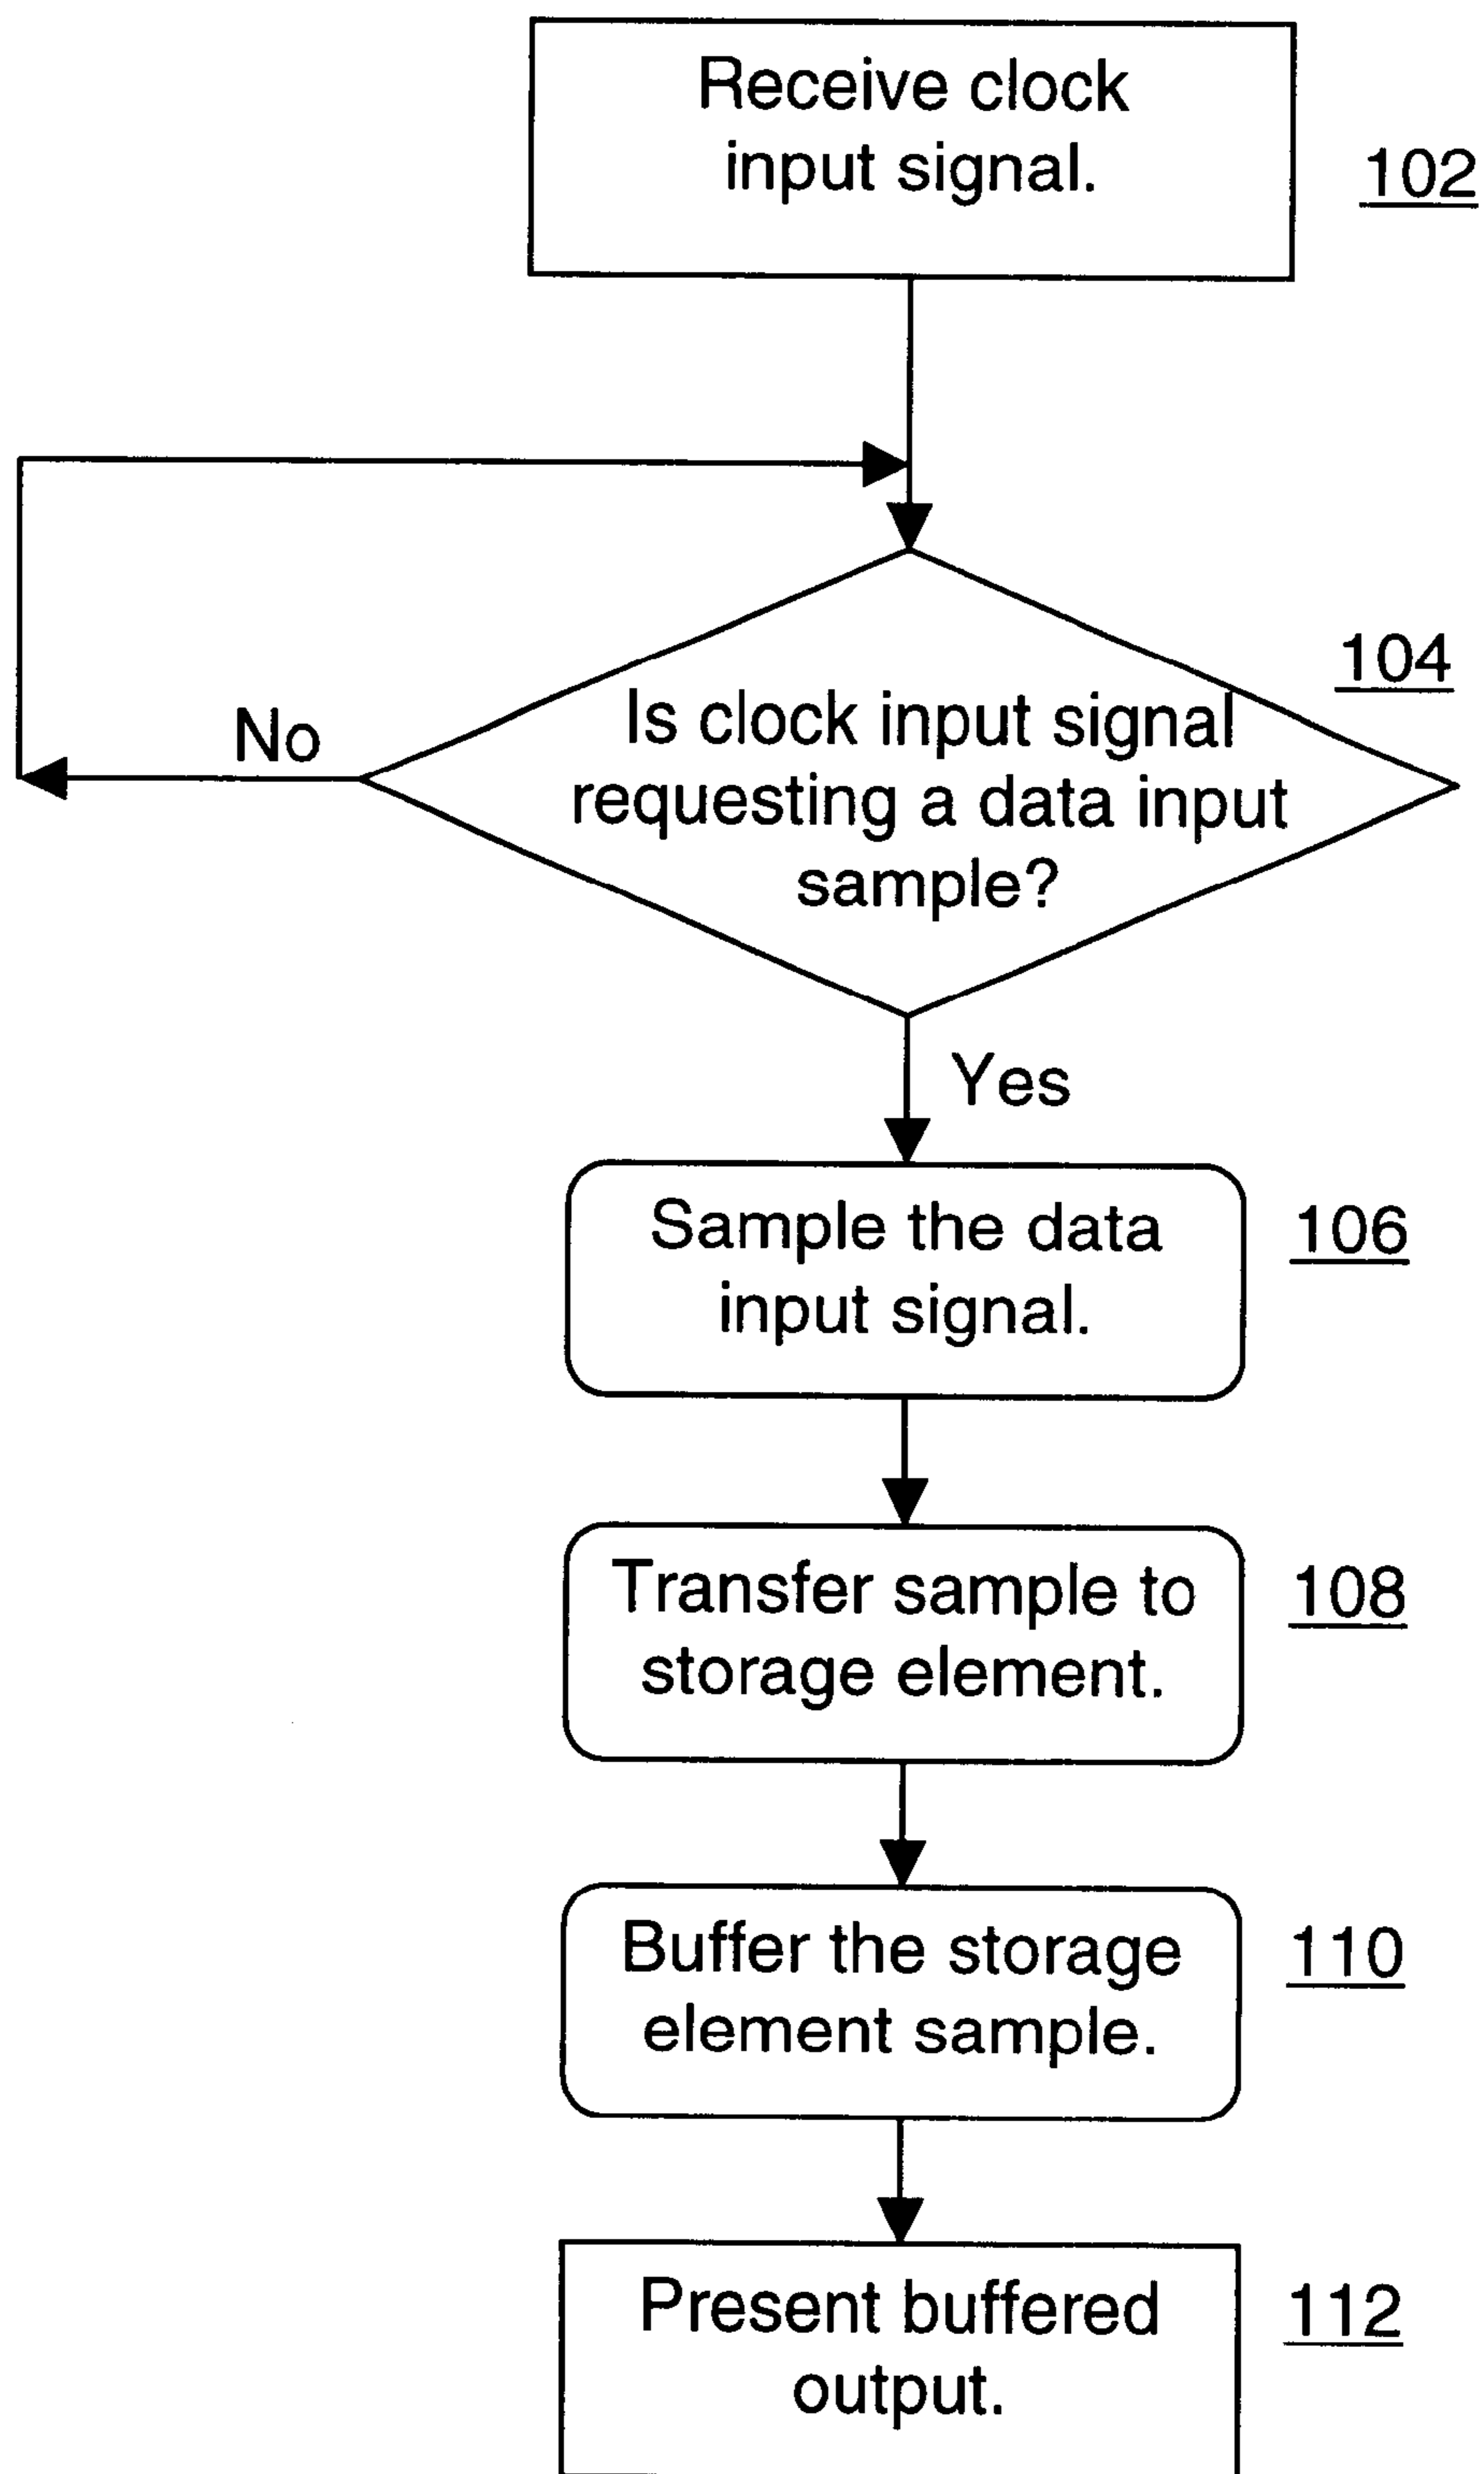 Receive clock
input signal.
102
104
Is clock input signal
No
requesting a data input
sample?
Yes
Sample the data
input signal.
106
Transfer sample to
storage element.
108
Buffer the storage
element sample.
110
Present buffered
output.
112